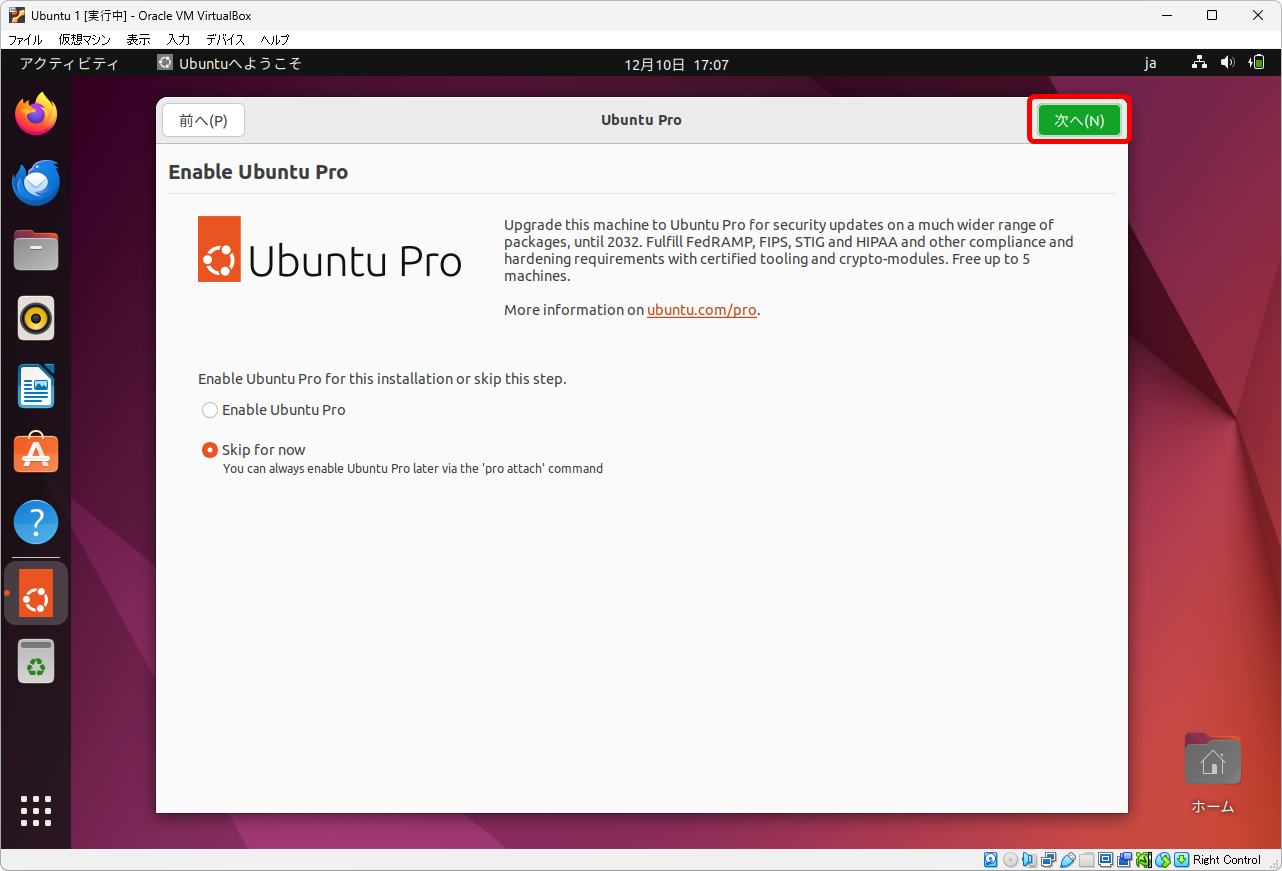 Ubuntu 1 [実行中] - Oracle VM VirtualBox
ファイル 仮想マシン 表示 入力 デバイス ヘルプ
アクティビティ Ubuntuへようこそ 12月10日 17:07 ja
前へ(P) Ubuntu Pro 次へ(N)
Enable Ubuntu Pro
Ubuntu Pro
Upgrade this machine to Ubuntu Pro for security updates on a much wider range of
packages, until 2032. Fulfill FedRAMP, FIPS, STIG and HIPAA and other compliance and
hardening requirements with certified tooling and crypto-modules. Free up to 5
machines.
More information on ubuntu.com/pro.
Enable Ubuntu Pro for this installation or skip this step.
Enable Ubuntu Pro
Skip for now
You can always enable Ubuntu Pro later via the 'pro attach' command
ホーム
Right Control